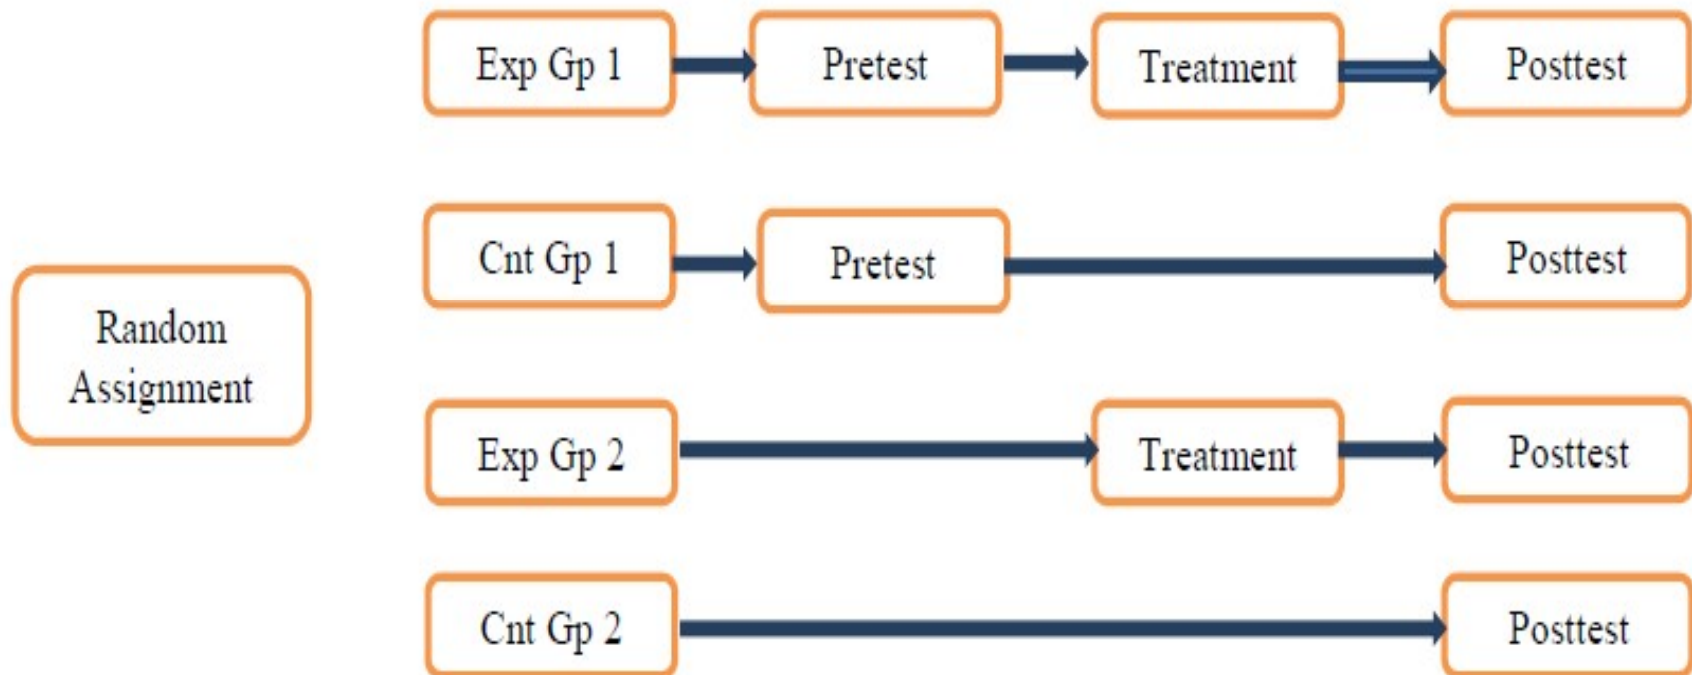 Exp Gp 1
Pretest
Treatment
Posttest
Cnt Gp 1
Pretest
Posttest
Random
Assignment
Exp Gp 2
Treatment
Posttest
Cnt Gp 2
Posttest